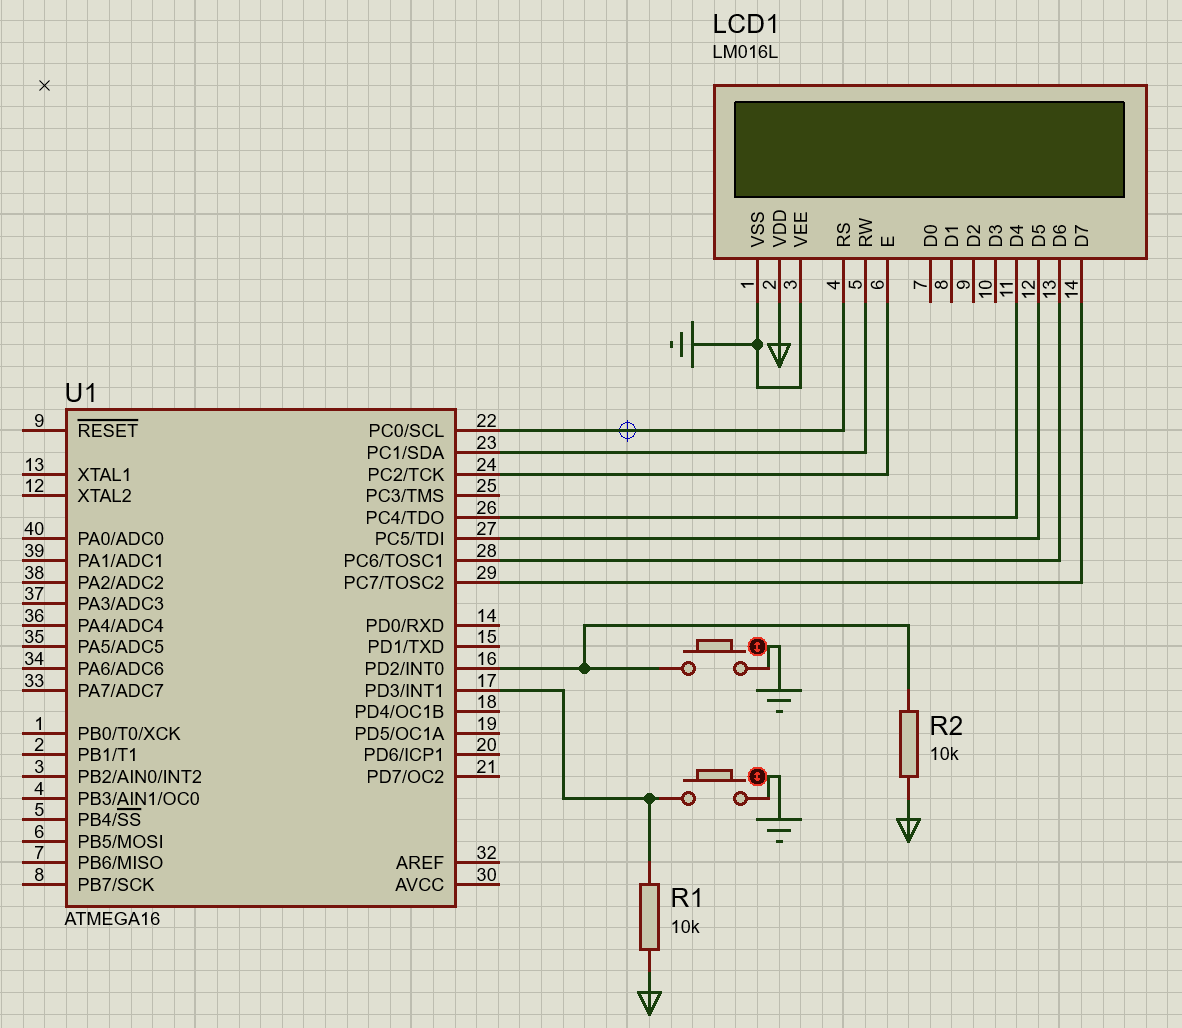 LCD1
LM016L
VSS
VDD
VEE
RS
RW
E
D0
D1
D2
D3
D4
D5
D6
D7
1
2
3
4
5
6
7
8
9
10
11
12
13
14
U1
9 RESET PC0/SCL 22
PC1/SDA 23
13 XTAL1 PC2/TCK 24
12 XTAL2 PC3/TMS 25
PC4/TDO 26
40 PA0/ADC0 PC5/TDI 27
39 PA1/ADC1 PC6/TOSC1 28
38 PA2/ADC2 PC7/TOSC2 29
37 PA3/ADC3
36 PA4/ADC4 PD0/RXD 14
35 PA5/ADC5 PD1/TXD 15
34 PA6/ADC6 PD2/INT0 16
33 PA7/ADC7 PD3/INT1 17
PD4/OC1B 18
1 PB0/T0/XCK PD5/OC1A 19
2 PB1/T1 PD6/ICP1 20
3 PB2/AIN0/INT2 PD7/OC2 21
4 PB3/AIN1/OC0
5 PB4/SS
6 PB5/MOSI
7 PB6/MISO AREF 32
8 PB7/SCK AVCC 30
ATMEGA16
R2
10k
R1
10k